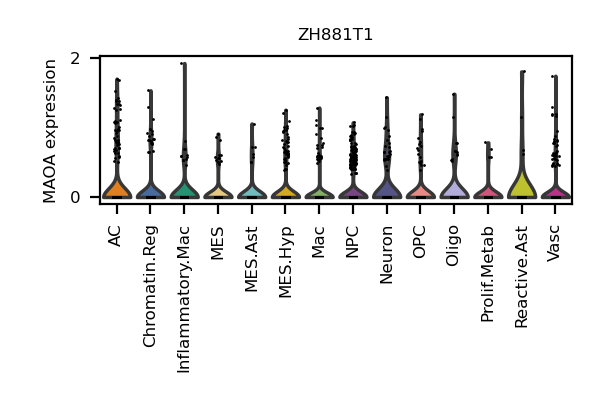 ZH881T1
MAOA expression
2
0
AC
Chromatin.Reg
Inflammatory.Mac
MES
MES.Ast
MES.Hyp
Mac
NPC
Neuron
OPC
Oligo
Prolif.Metab
Reactive.Ast
Vasc